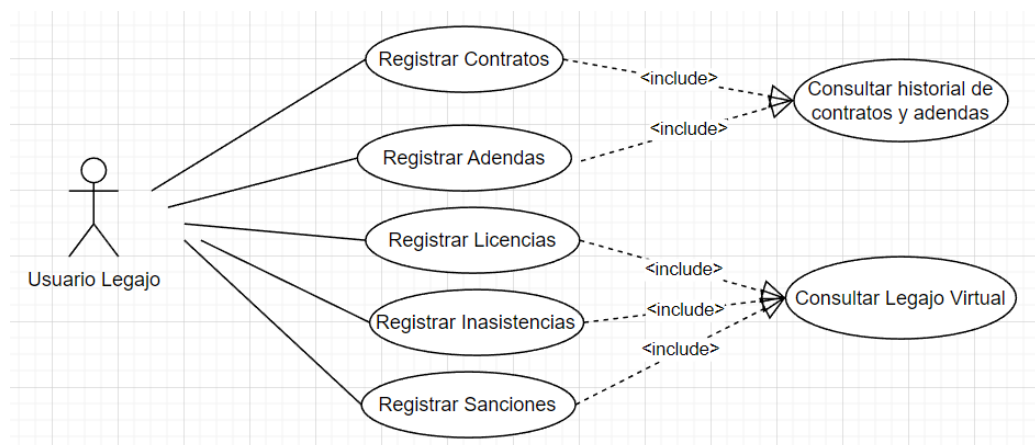 Registrar Contratos
<include>
Consultar historial de
contratos y adendas
<include>
Registrar Adendas
Usuario Legajo
Registrar Licencias
<include>
Consultar Legajo Virtual
<include>
Registrar Inasistencias
<include>
Registrar Sanciones